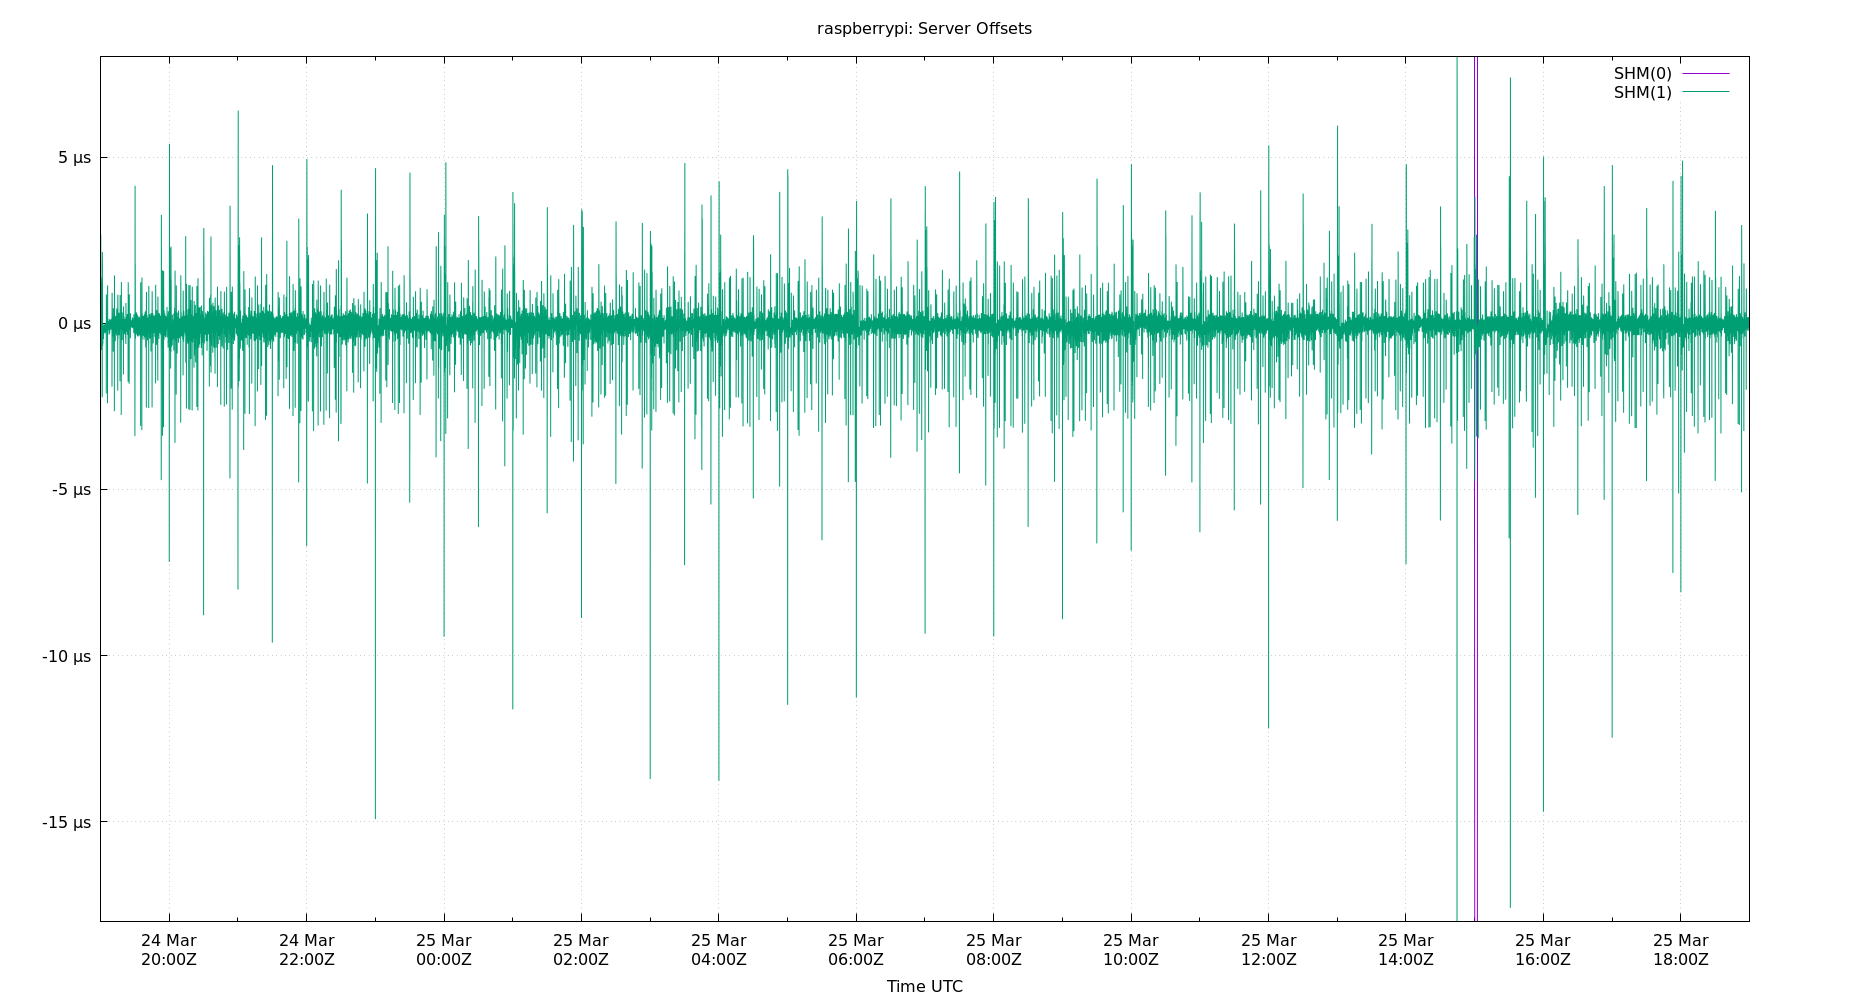 raspberrypi: Server Offsets
SHM(0)
SHM(1)
5 µs
0 µs
-5 µs
-10 µs
-15 µs
24 Mar 24 Mar 25 Mar 25 Mar 25 Mar 25 Mar 25 Mar 25 Mar 25 Mar 25 Mar 25 Mar 25 Mar
20:00Z 22:00Z 00:00Z 02:00Z 04:00Z 06:00Z 08:00Z 10:00Z 12:00Z 14:00Z 16:00Z 18:00Z
Time UTC